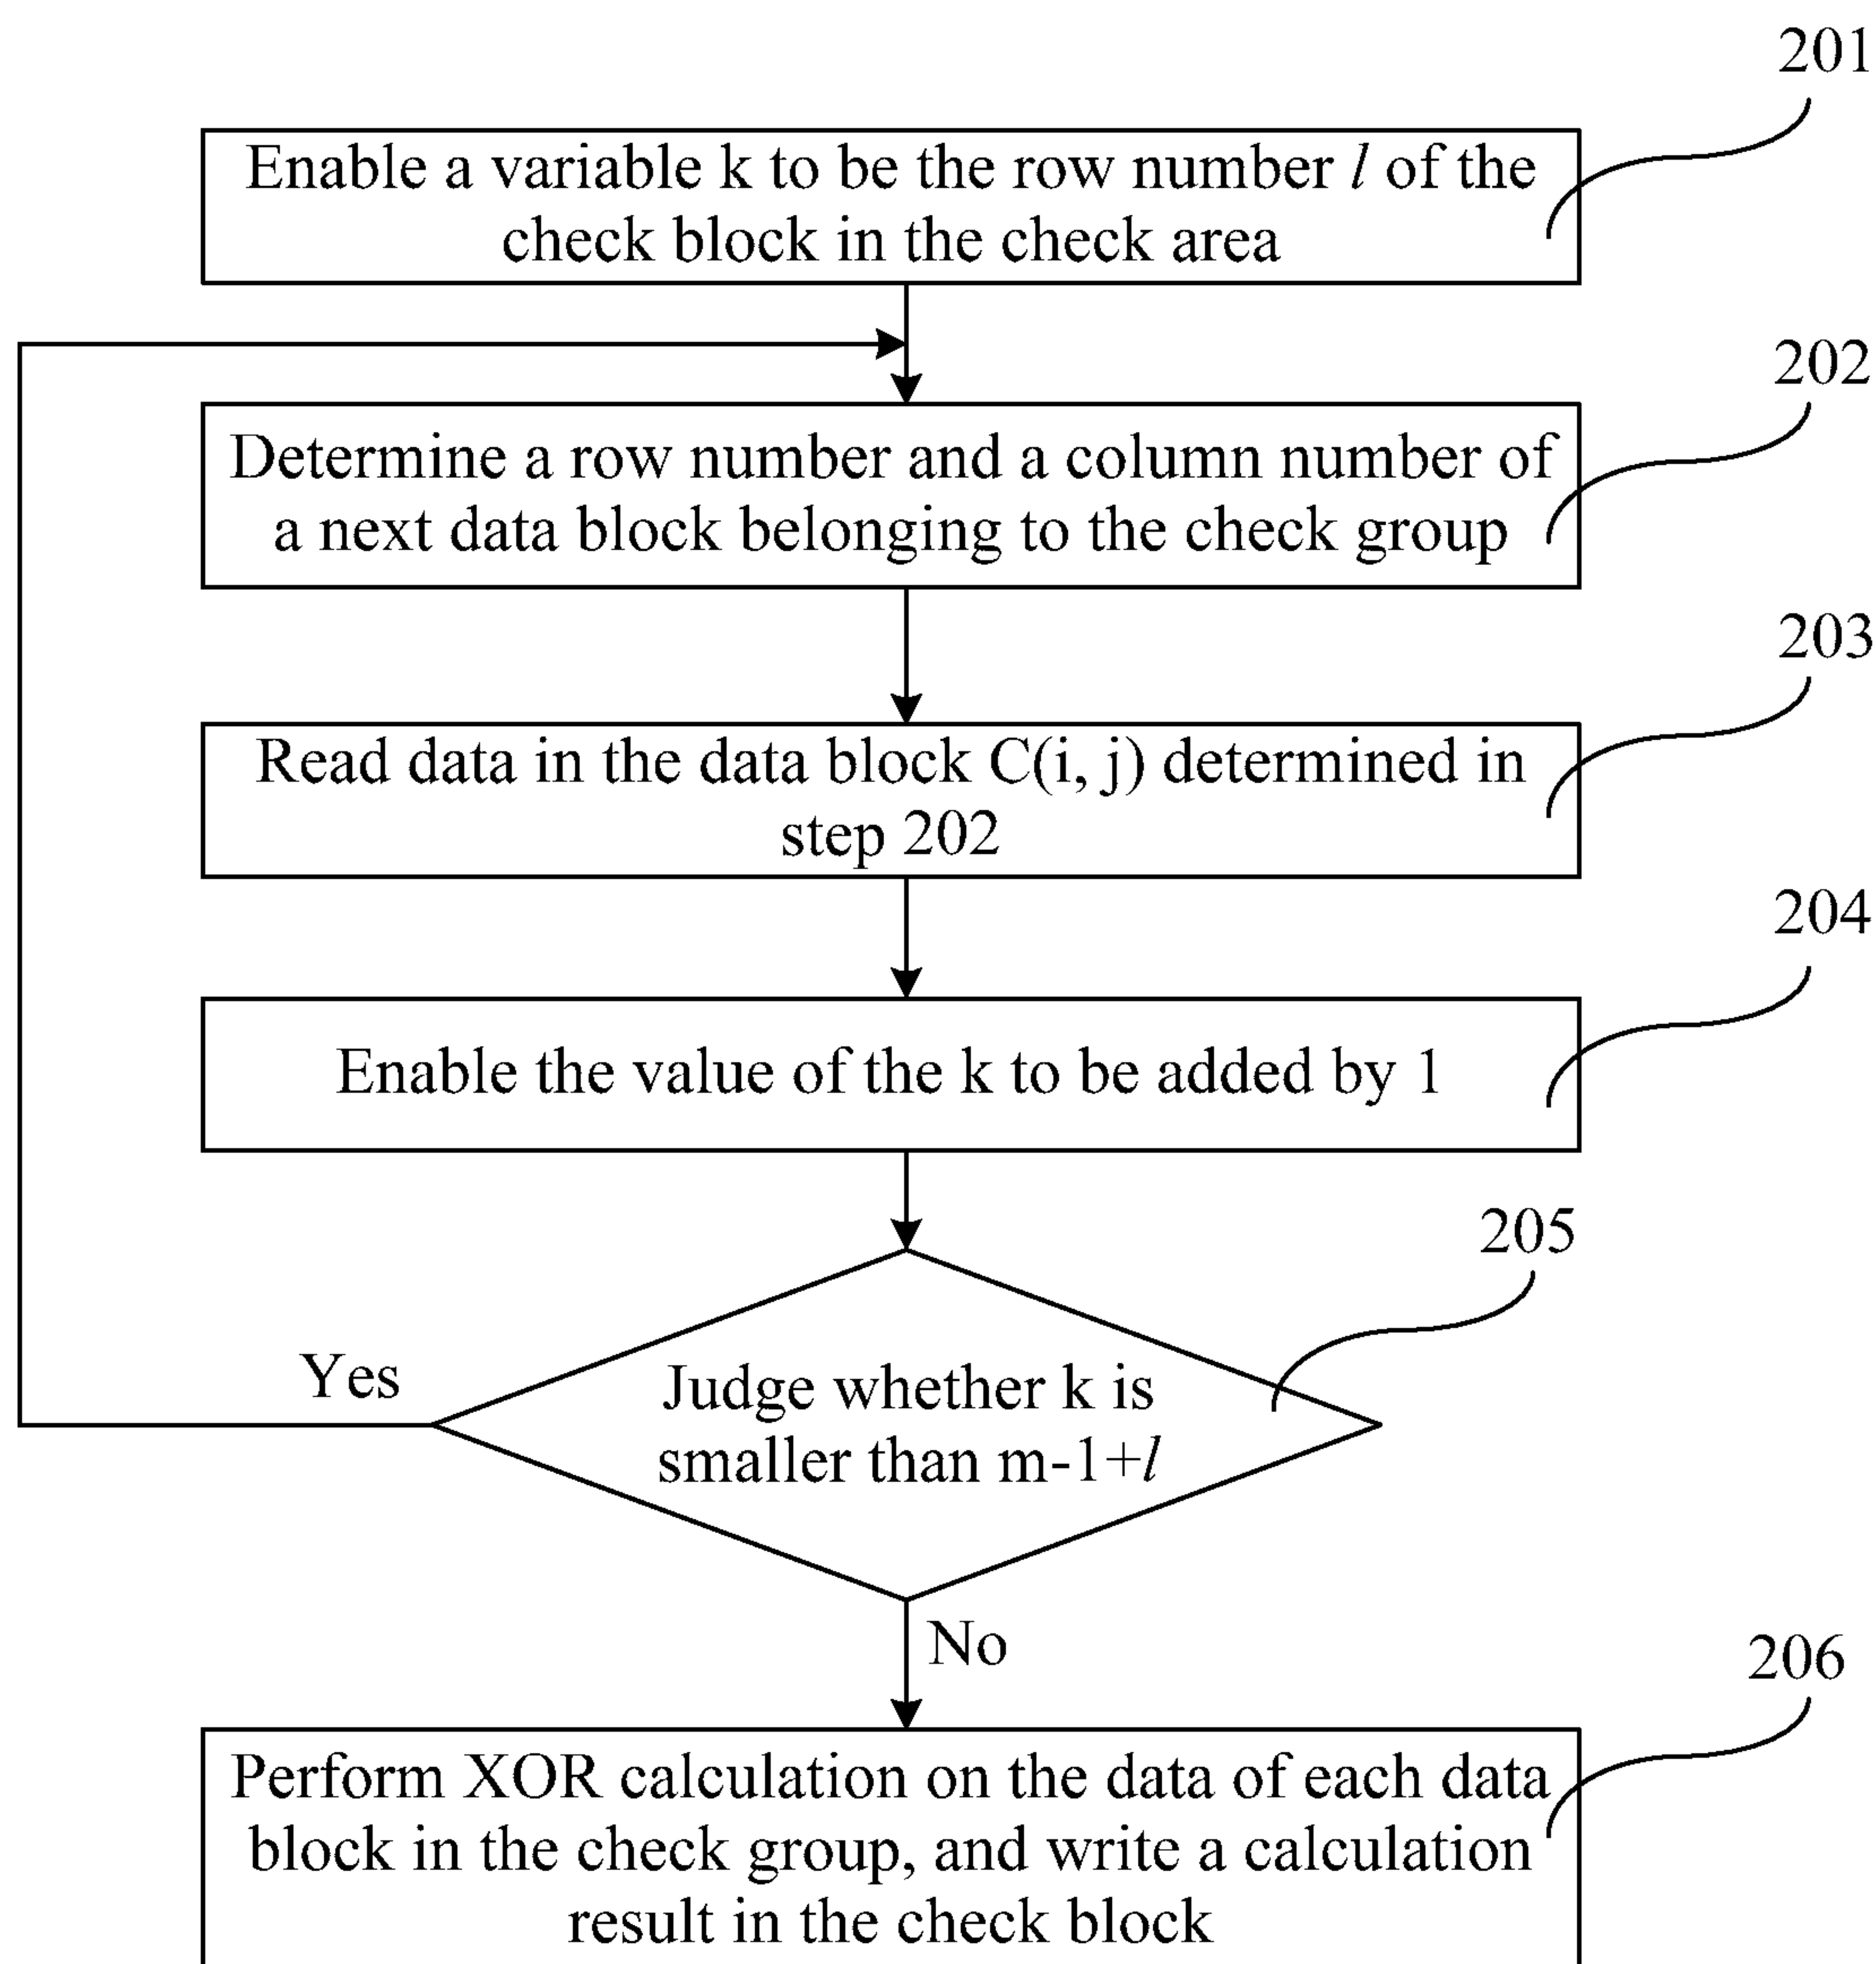 201
Enable a variable k to be the row number l of the
check block in the check area
202
Determine a row number and a column number of
a next data block belonging to the check group
203
Read data in the data block C(i, j) determined in
step 202
204
Enable the value of the k to be added by 1
205
Yes
Judge whether k is
smaller than m-1+l
No
206
Perform XOR calculation on the data of each data
block in the check group, and write a calculation
result in the check block